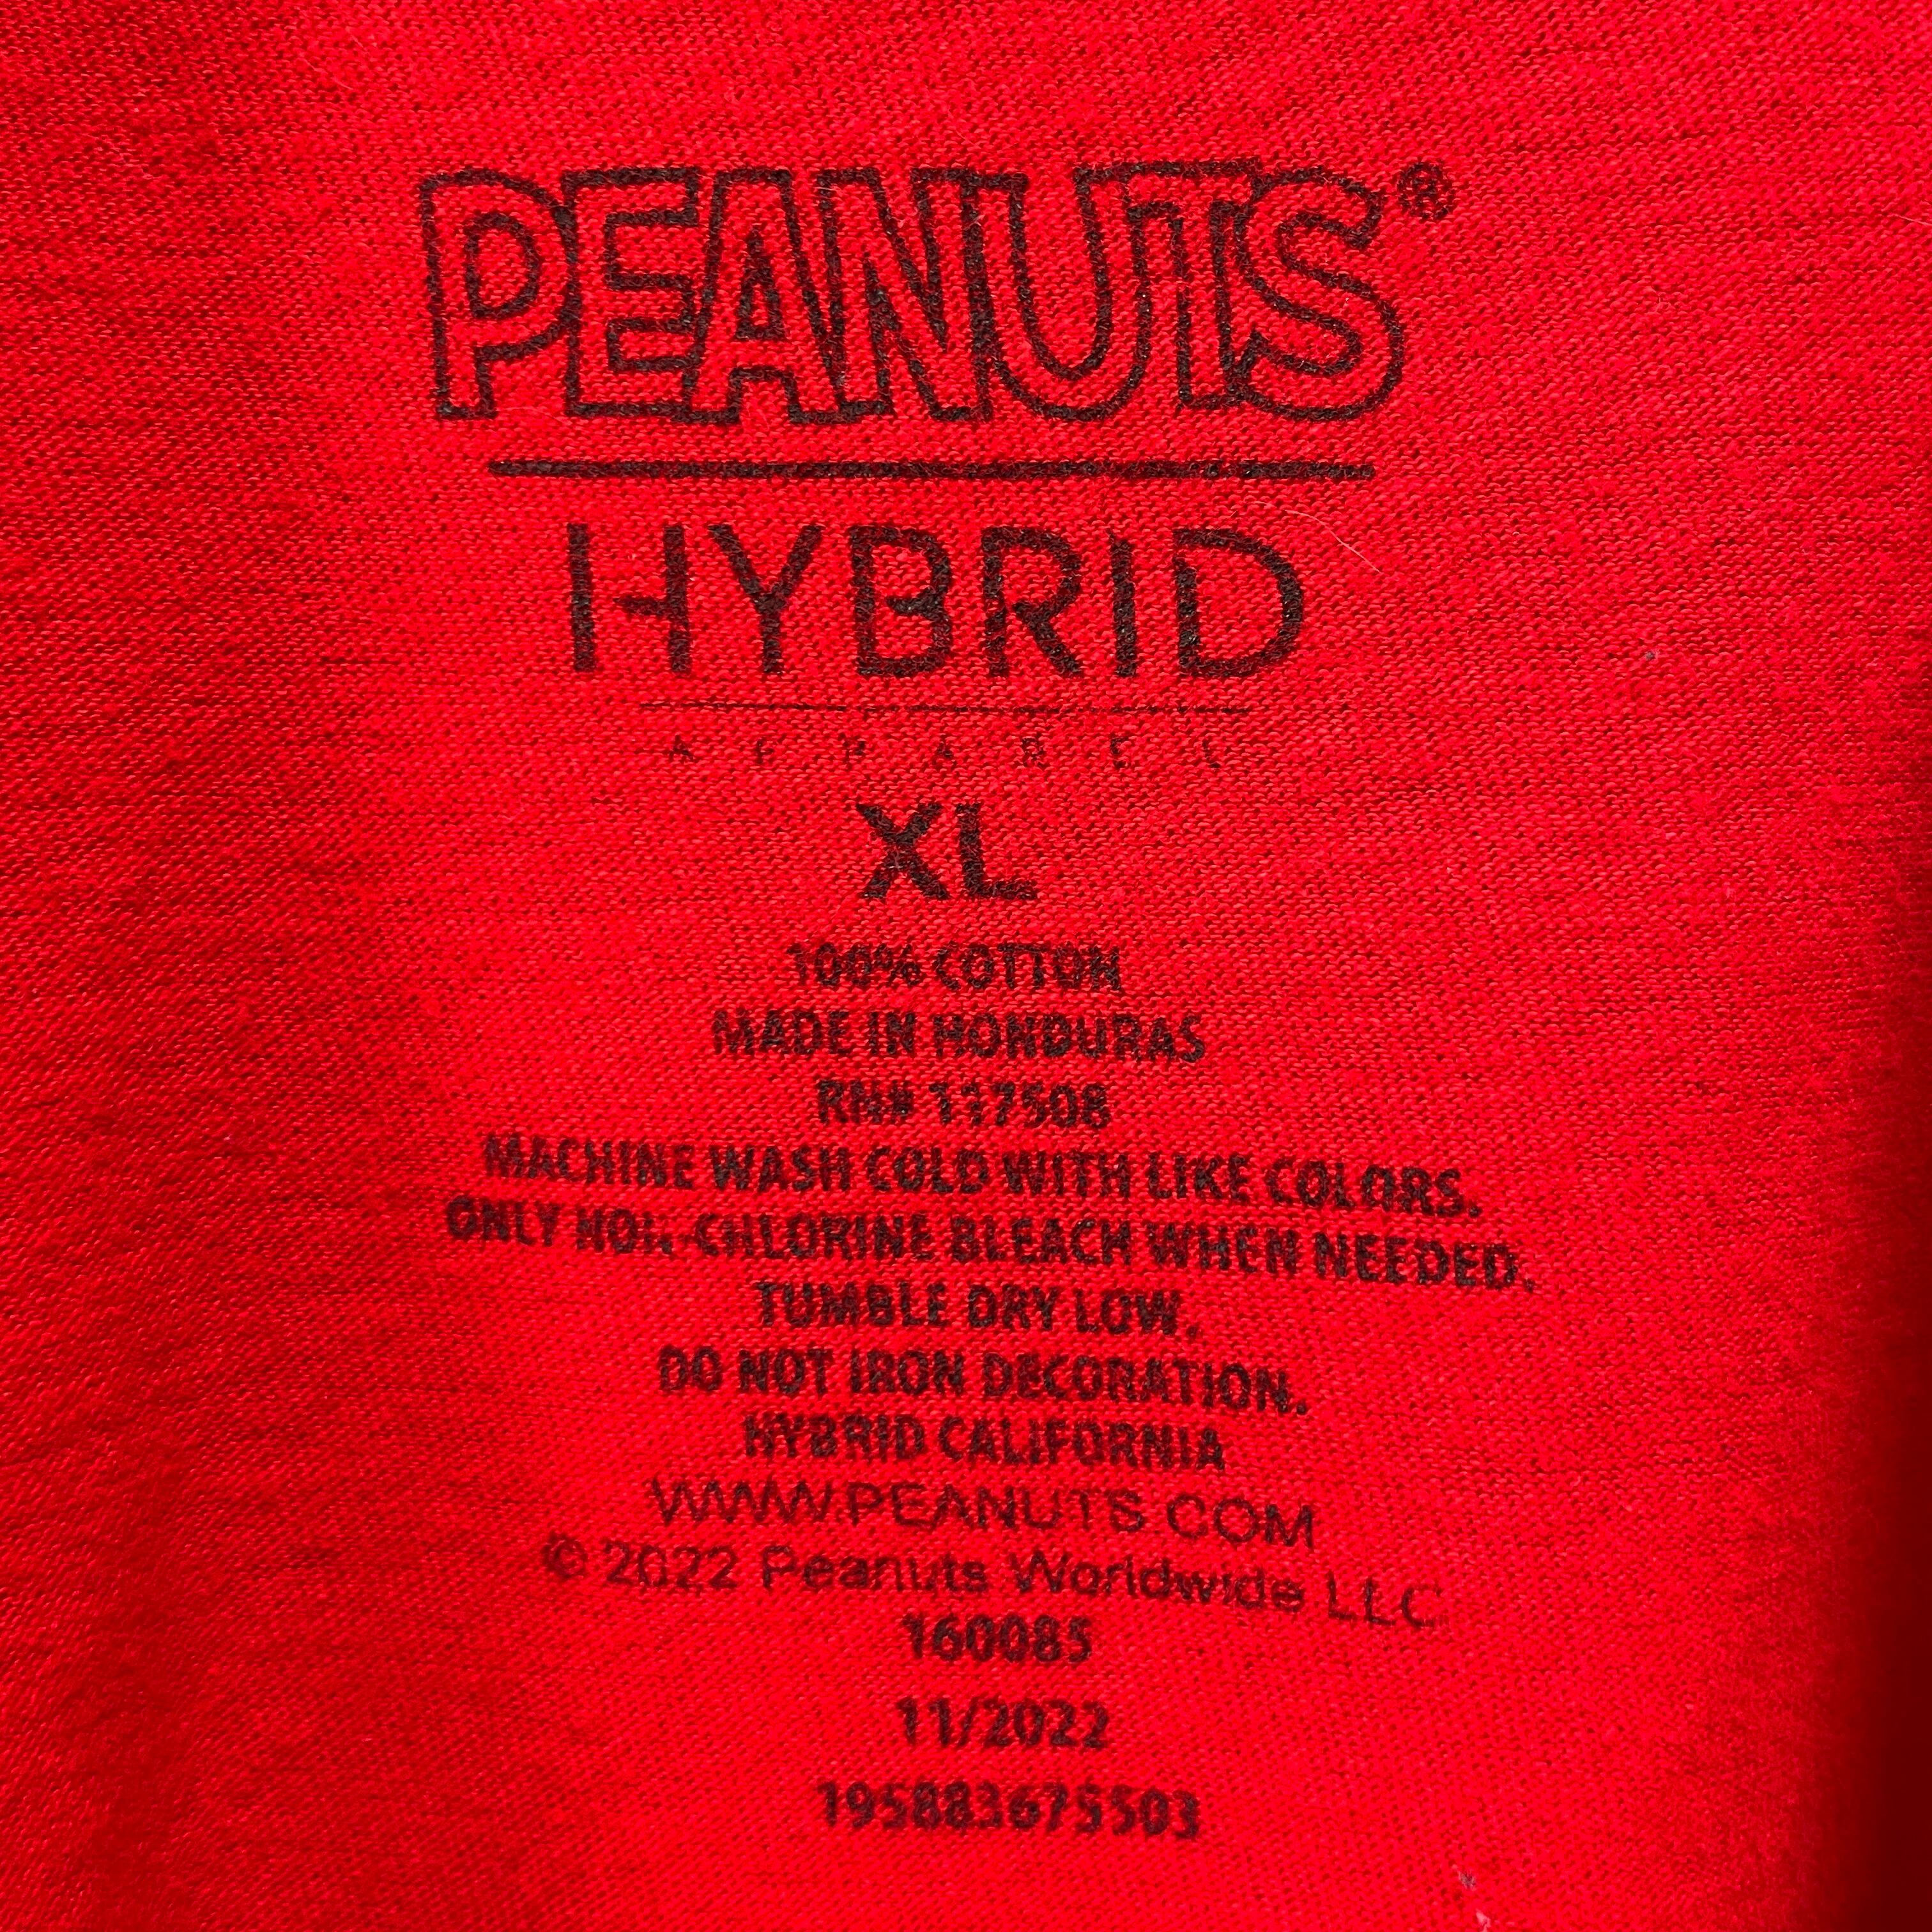 PEANUTS®
HYBRID
APPAREL
XL
100% COTTON
MADE IN HONDURAS
RN# 117508
MACHINE WASH COLD WITH LIKE COLORS.
ONLY NON-CHLORINE BLEACH WHEN NEEDED.
TUMBLE DRY LOW.
DO NOT IRON DECORATION.
HYBRID CALIFORNIA
WWW.PEANUTS.COM
© 2022 Peanuts Worldwide LLC
160085
11/2022
195883675503